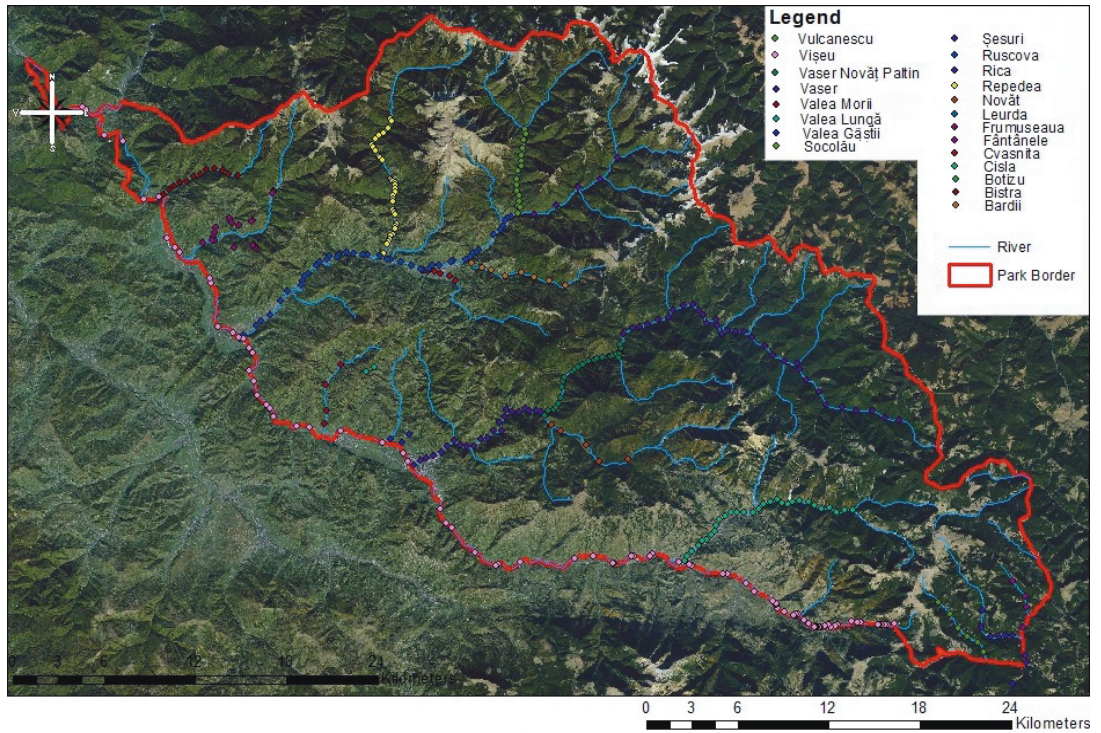 Legend
Vulcanescu
Vișeu
Vaser Novăț Paltin
Vaser
Valea Morii
Valea Lungă
Valea Gâștii
Socolău
Șesuri
Ruscova
Rica
Repedea
Novăt
Leurda
Frumuseaua
Fântânele
Cvasnita
Cisla
Botizu
Bistra
Bardii
River
Park Border
N
S
0 3 6 12 18 24
Kilometers
0 3 6 12 18 24
Kilometers